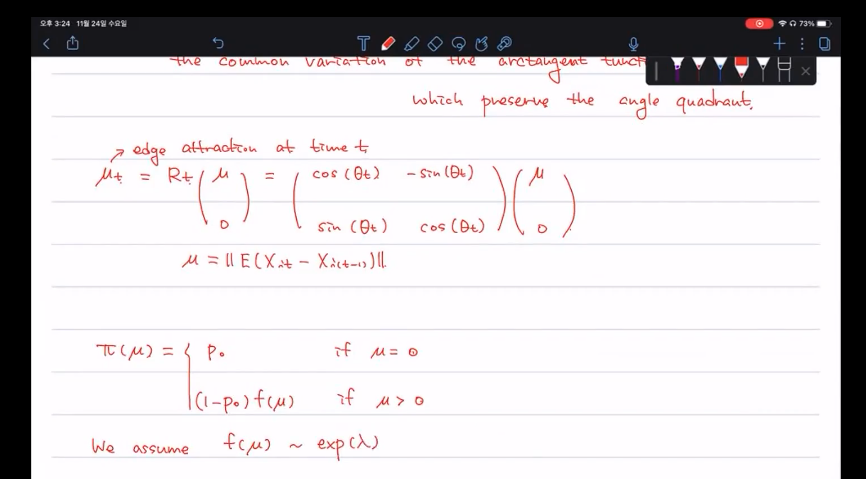 오후 3:24 11월 24일 수요일
73%
the common variation of the arctangent
which preserve the angle quadrant.
edge attraction at time t
μt = Rt ( μ 0 ) = ( cos(θt) -sin(θt) sin(θt) cos(θt) ) ( μ 0 )
μ = ||E(Xit - Xi(t-1))||
π(μ) = { p₀ if μ = 0
(1-p₀) f(μ) if μ > 0
We assume f(μ) ~ exp(λ)